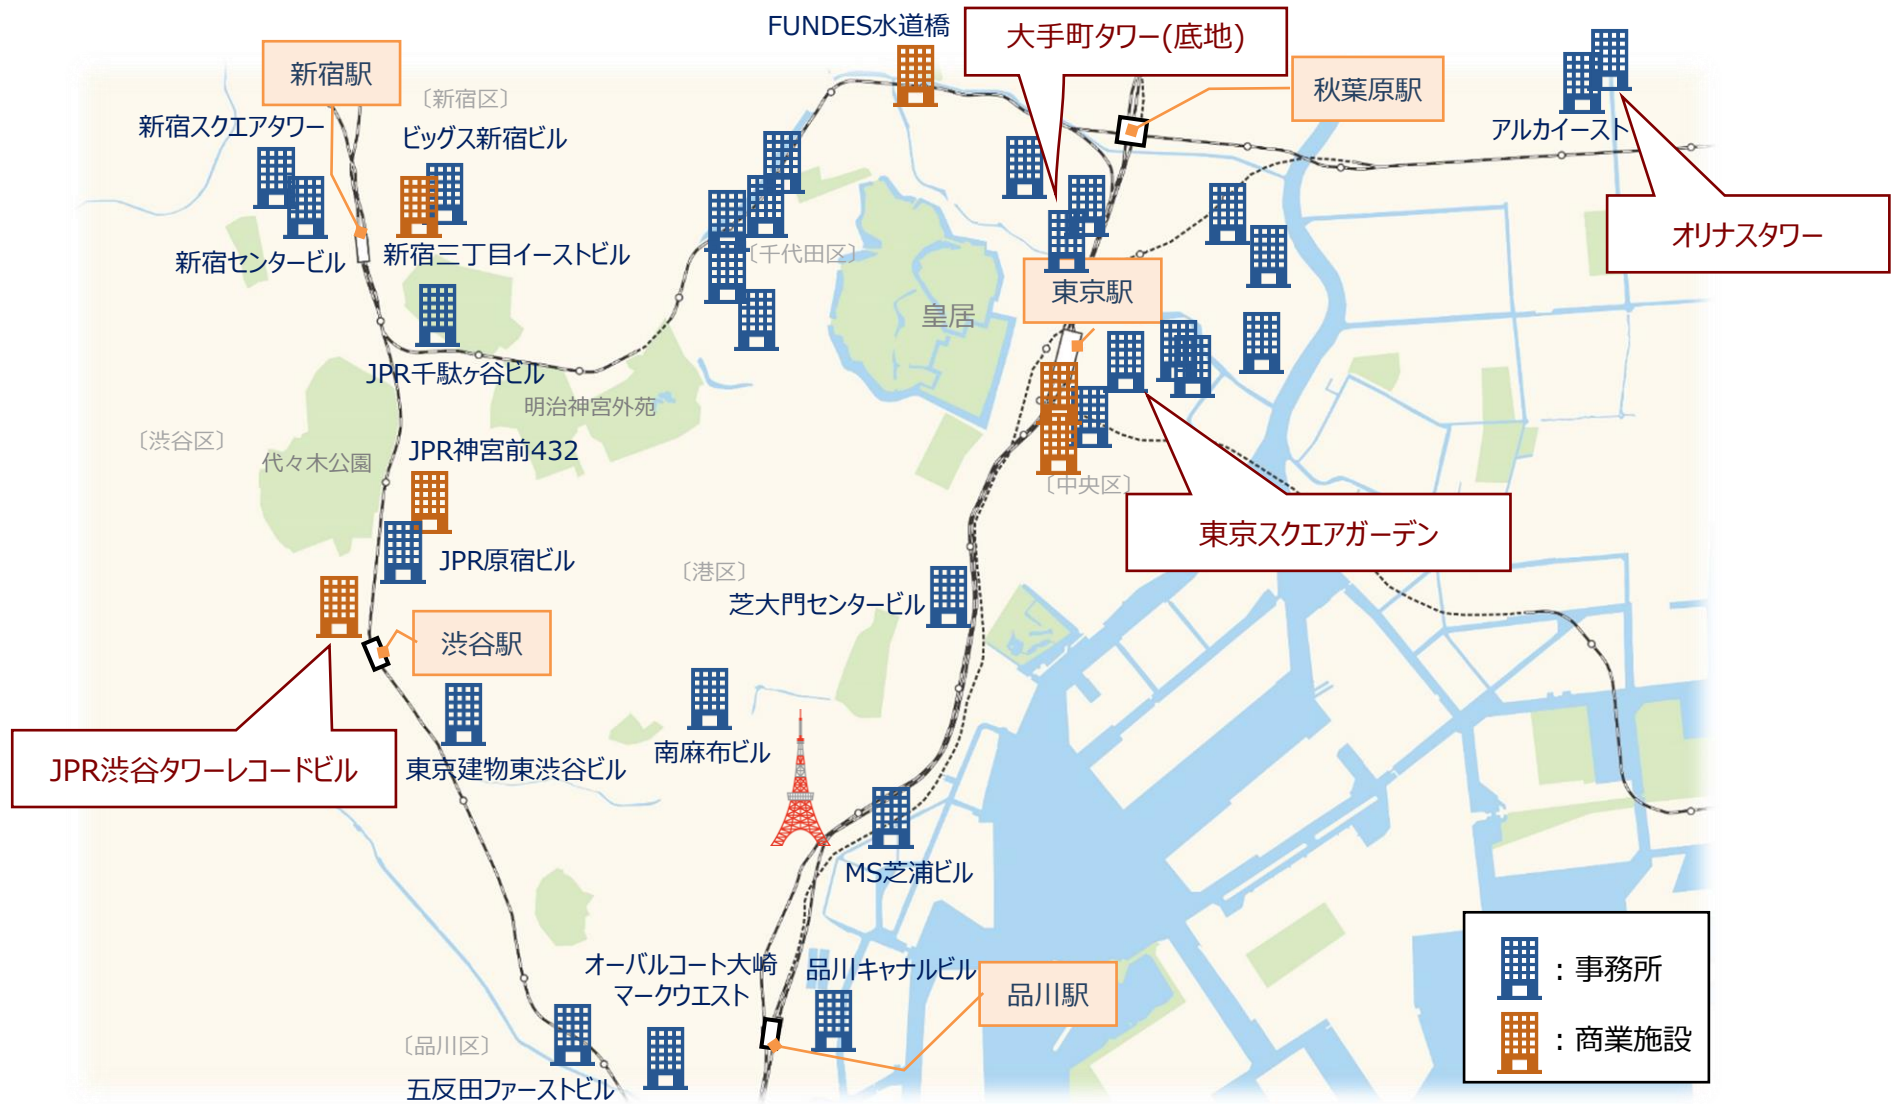 FUNDES水道橋
大手町タワー(底地)
新宿駅
秋葉原駅
〔新宿区〕
新宿スクエアタワー
ビッグス新宿ビル
アルカイースト
新宿センタービル
新宿三丁目イーストビル
〔千代田区〕
オリナスタワー
東京駅
皇居
JPR千駄ヶ谷ビル
明治神宮外苑
〔渋谷区〕
代々木公園
JPR神宮前432
〔中央区〕
東京スクエアガーデン
JPR原宿ビル
〔港区〕
芝大門センタービル
渋谷駅
JPR渋谷タワーレコードビル
東京建物東渋谷ビル
南麻布ビル
MS芝浦ビル
オーバルコート大崎
マークウエスト
品川キャナルビル
品川駅
〔品川区〕
五反田ファーストビル
：事務所
：商業施設